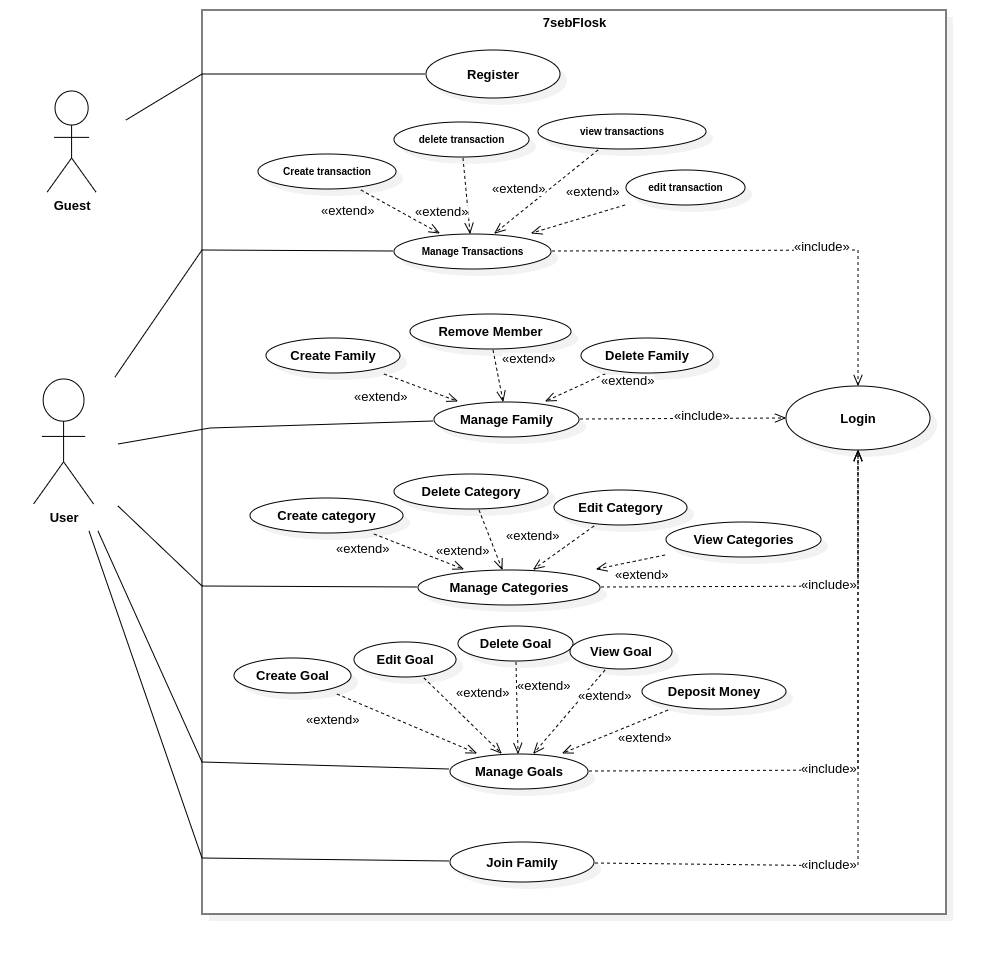 7sebFlosk
Register
Guest
delete transaction
view transactions
Create transaction
edit transaction
«extend»
«extend»
«extend»
«extend»
Manage Transactions
«include»
Remove Member
Create Family
Delete Family
«extend»
«extend»
«extend»
Manage Family
«include»
Login
User
Delete Category
Create category
Edit Category
View Categories
«extend»
«extend»
«extend»
«extend»
Manage Categories
«include»
Delete Goal
Edit Goal
View Goal
Create Goal
Deposit Money
«extend»
«extend»
«extend»
«extend»
«extend»
Manage Goals
«include»
Join Family
«include»